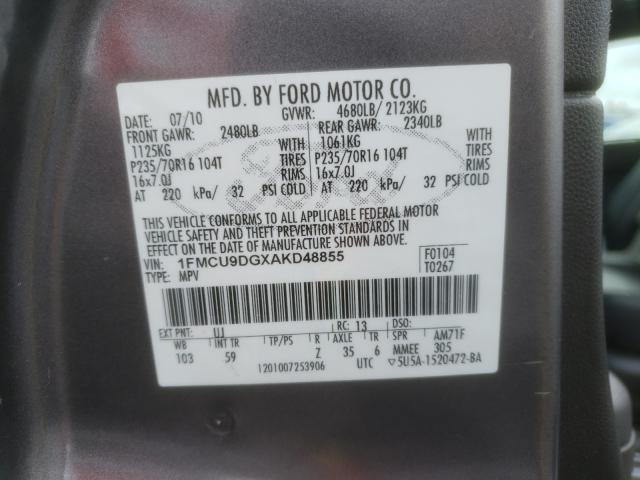 MFD. BY FORD MOTOR CO.
DATE: 07/10 GVWR: 4680LB/ 2123KG
FRONT GAWR: 2480LB REAR GAWR: 2340LB
1125KG WITH 1061KG WITH
P235/70R16 104T TIRES P235/70R16 104T TIRES
16x7.0J RIMS 16x7.0J RIMS
AT 220 kPa/ 32 PSI COLD AT 220 kPa/ 32 PSI COLD
THIS VEHICLE CONFORMS TO ALL APPLICABLE FEDERAL MOTOR
VEHICLE SAFETY AND THEFT PREVENTION STANDARDS IN
EFFECT ON THE DATE OF MANUFACTURE SHOWN ABOVE.
VIN: 1FMCU9DGXAKD48855 F0104
TYPE: MPV T0267
EXT PNT: UJ RC: 13 DSO:
WB INT TR TP/PS R AXLE TR SPR AM71F
103 59 Z 35 6 MMEE 305
1201007253906 UTC ▽5U5A-1520472-BA